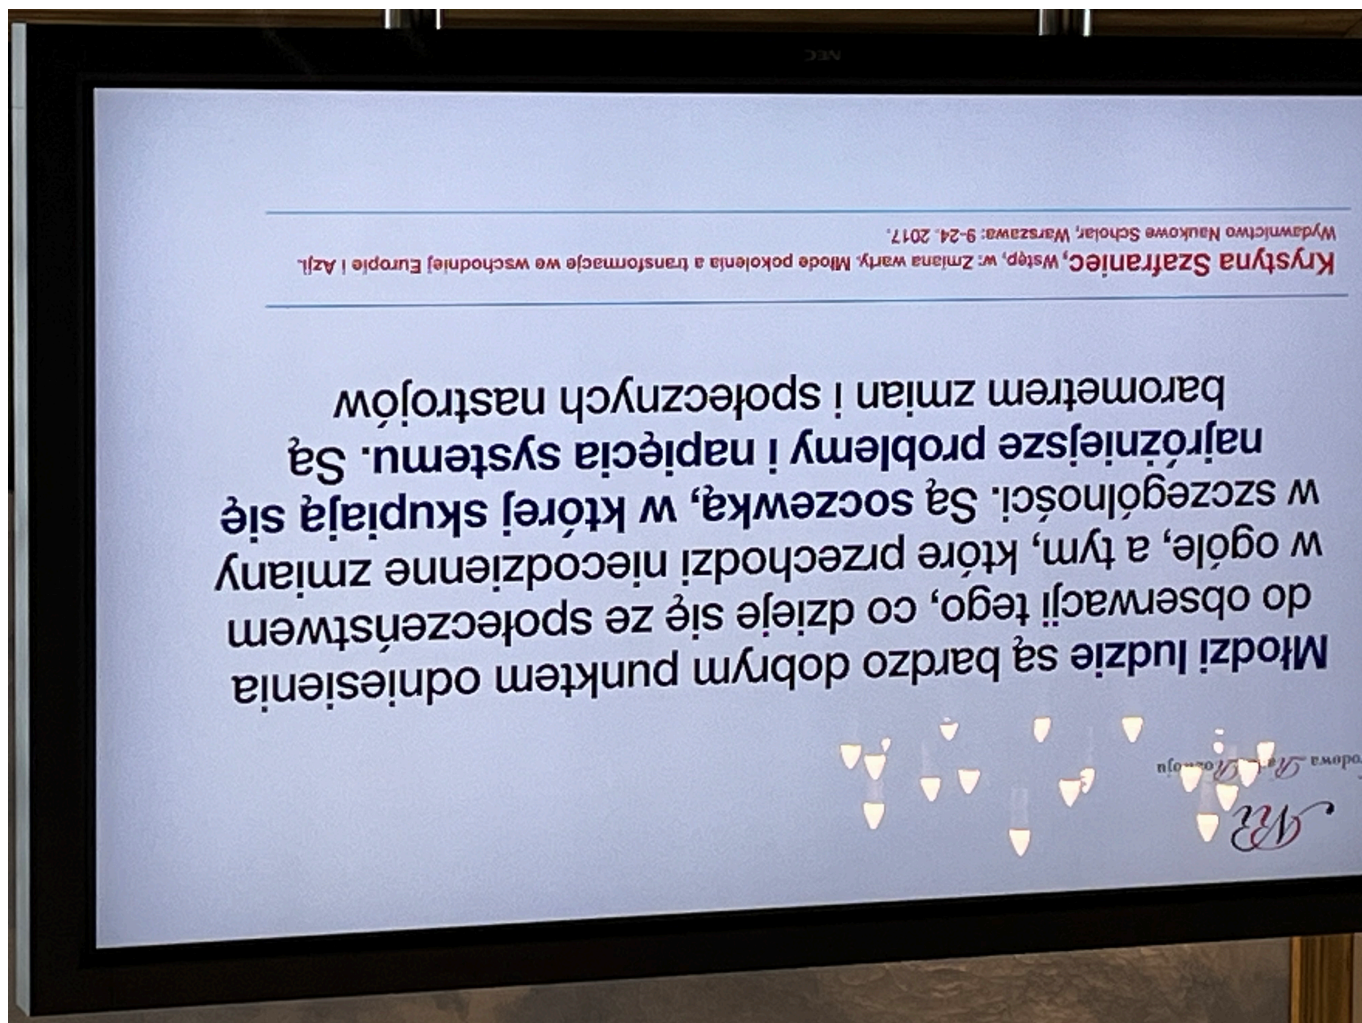 NEC
Młodzi ludzie są bardzo dobrym punktem odniesienia
do obserwacji tego, co dzieje się ze społeczeństwem
w ogóle, a tym, które przechodzi niecodzienne zmiany
w szczególności. Są soczewką, w której skupiają się
najróżniejsze problemy i napięcia systemu. Są
barometrem zmian i społecznych nastrojów
Krystyna Szafraniec, Wstęp, w: Zmiana warty. Młode pokolenia a transformacje we wschodniej Europie i Azji.
Wydawnictwo Naukowe Scholar, Warszawa: 9-24. 2017.